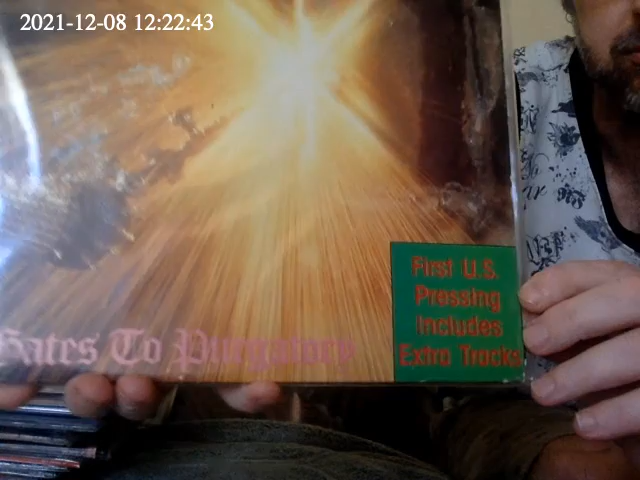 2021-12-08 12:22:43
First U.S.
Pressing
Includes
Extra Tracks
Gates To Purgatory